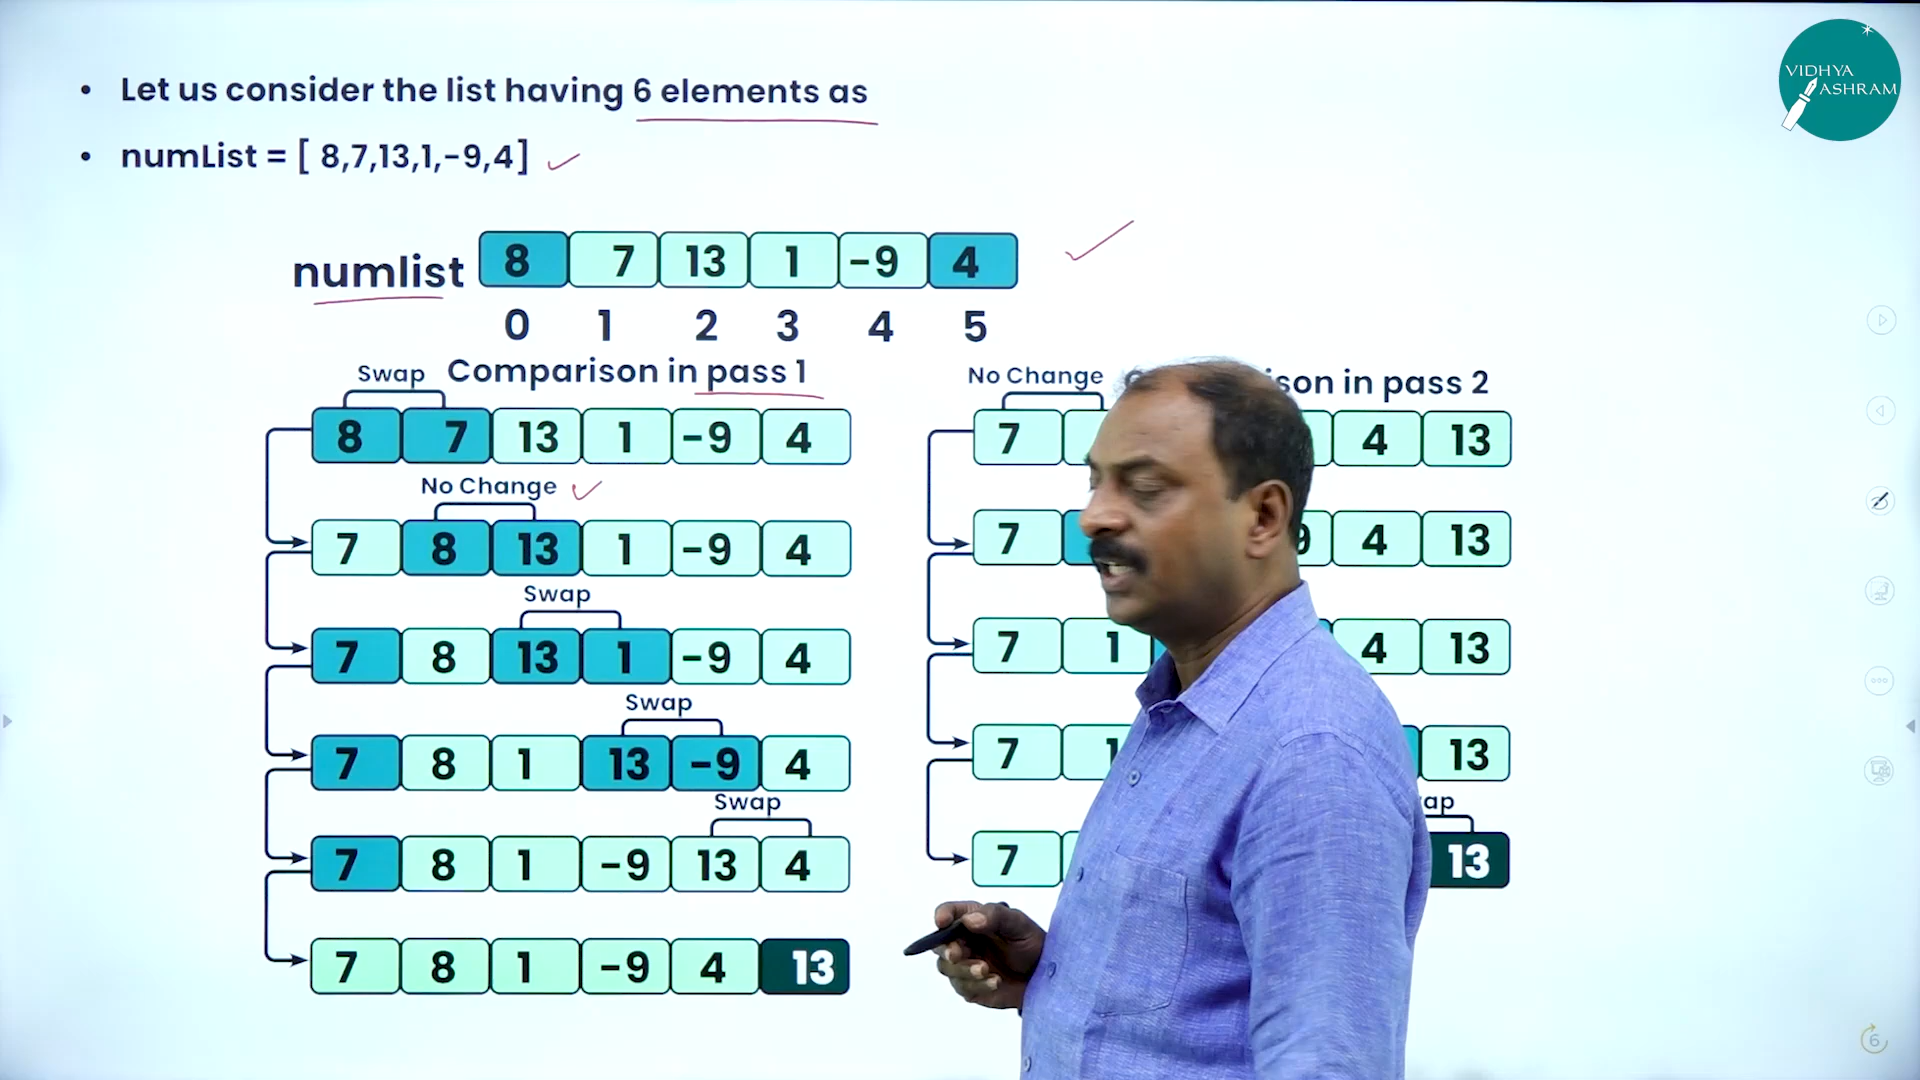 VIDHYA
ASHRAM
• Let us consider the list having 6 elements as
• numList = [ 8,7,13,1,-9,4]
numlist 8 7 13 1 -9 4
0 1 2 3 4 5
Swap Comparison in pass 1
8 7 13 1 -9 4
No Change
7 8 13 1 -9 4
Swap
7 8 13 1 -9 4
Swap
7 8 1 13 -9 4
Swap
7 8 1 -9 13 4
7 8 1 -9 4 13
No Change in pass 2
7 4 13
7 4 13
7 1 4 13
7 1 13
7 13
6